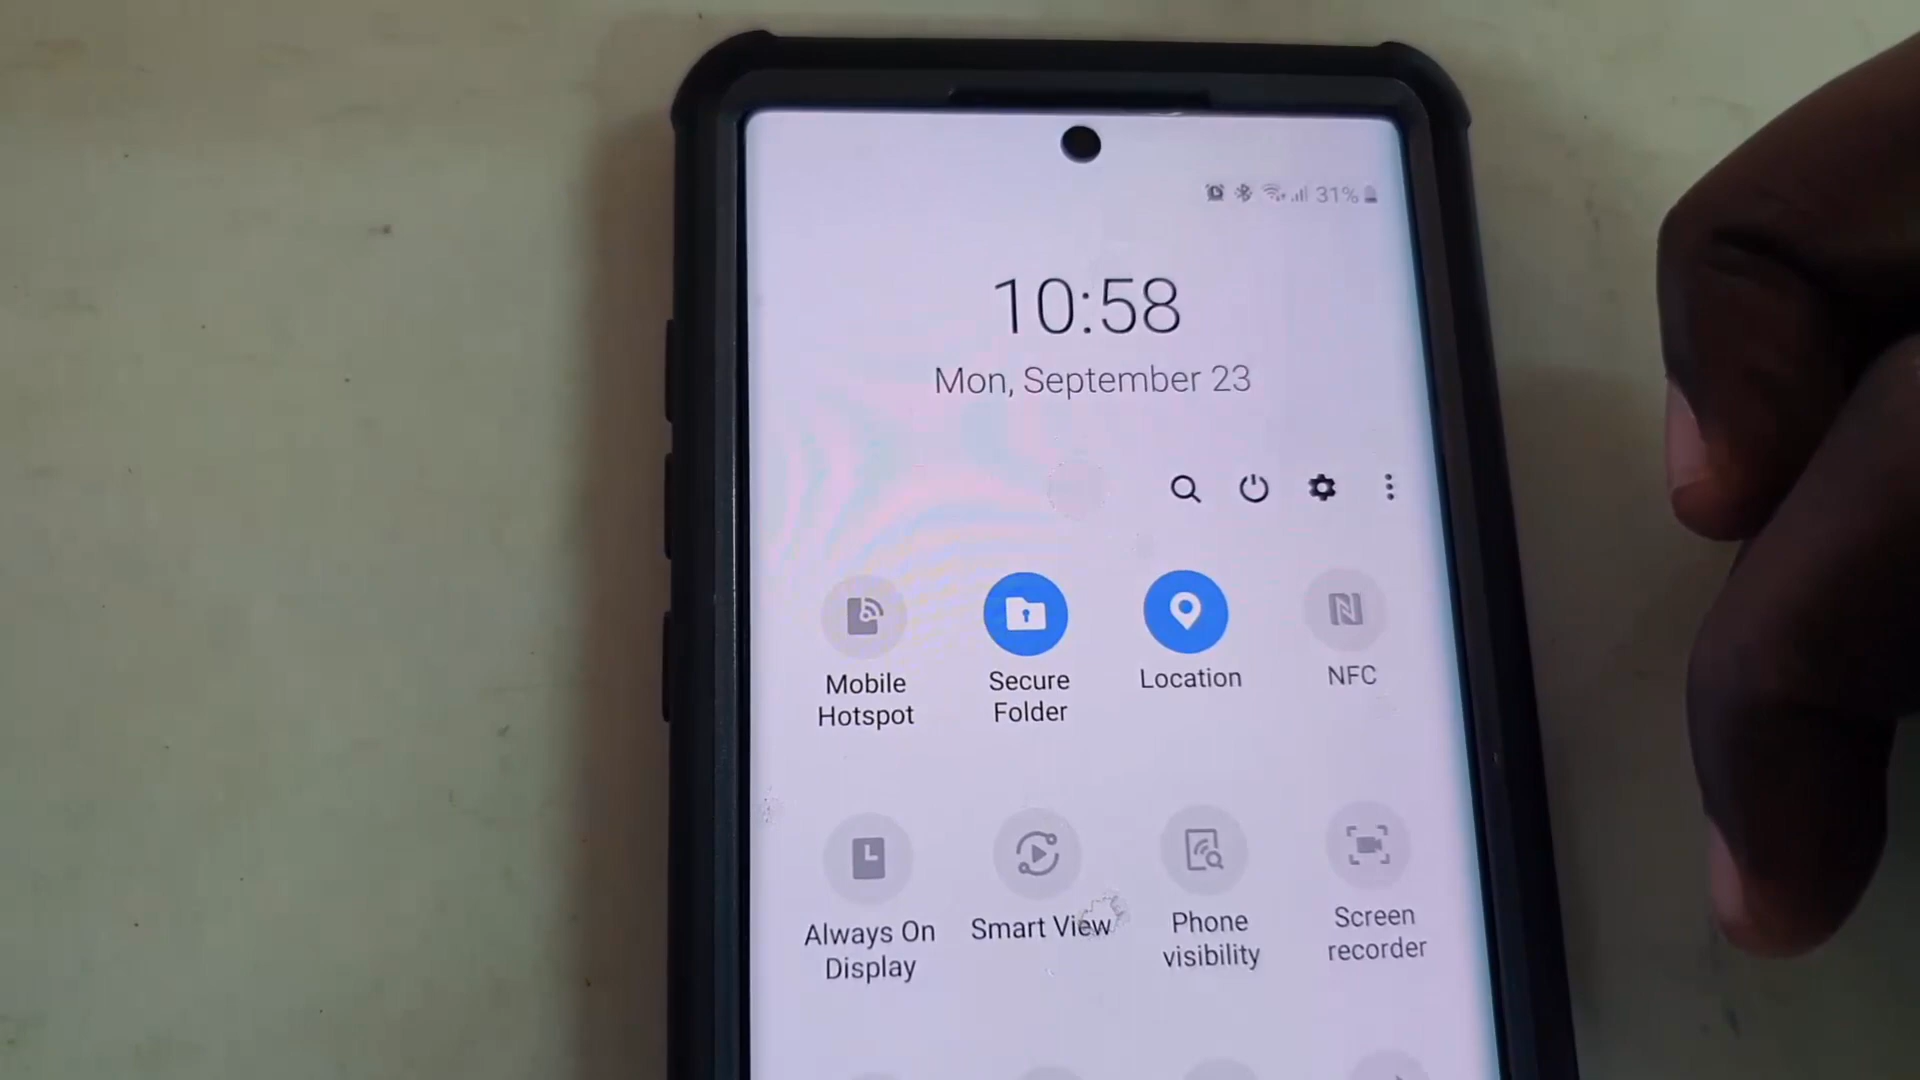 31%
10:58
Mon, September 23
Mobile
Hotspot
Secure
Folder
Location
NFC
Always On
Display
Smart View
Phone
visibility
Screen
recorder